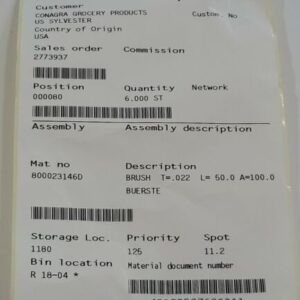 Customer
CONAGRA GROCERY PRODUCTS Custom. No
US SYLVESTER
Country of Origin
USA
Sales order Commission
2773937
Position Quantity Network
000080 6.000 ST
Assembly Assembly description
Mat no Description
800023146D BRUSH T=.022 L= 50.0 A=100.0
BUERSTE
Storage Loc. Priority Spot
1180 125 11.2
Bin location Material document number
R 18-04 *